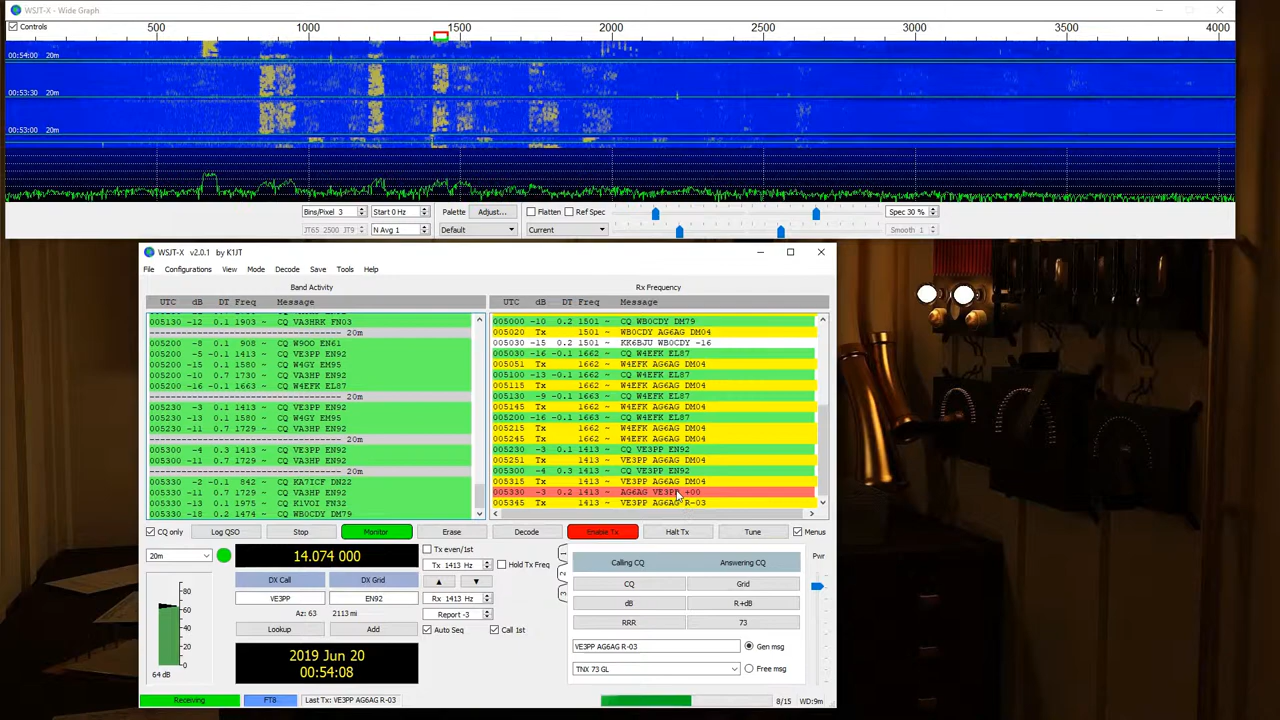 WSJT-X - Wide Graph
Controls
500 1000 1500 2000 2500 3000 3500 4000
00:54:00 20m
00:53:30 20m
00:53:00 20m
Bins/Pixel 3 Start 0 Hz Palette Adjust... Flatten Ref Spec Spec 30 %
JT65 2500 JT9 N Avg 1 Default Current Smooth 1
WSJT-X v2.0.1 by K1JT
File Configurations View Mode Decode Save Tools Help
Band Activity
UTC dB DT Freq Message
005130 -12 0.1 1903 ~ CQ VA3HRK FN03
20m
005200 -8 0.1 908 ~ CQ W9OO EN61
005200 -5 -0.1 1413 ~ CQ VE3PP EN92
005200 -15 0.1 1580 ~ CQ W4GY EM95
005200 -10 0.7 1730 ~ CQ VA3HP EN92
005200 -16 -0.1 1663 ~ CQ W4EFK EL87
20m
005230 -3 0.1 1413 ~ CQ VE3PP EN92
005230 -13 0.1 1580 ~ CQ W4GY EM95
005230 -11 0.7 1729 ~ CQ VA3HP EN92
20m
005300 -4 0.3 1413 ~ CQ VE3PP EN92
005300 -11 0.7 1729 ~ CQ VA3HP EN92
20m
005330 -2 -0.1 842 ~ CQ KA7ICF DN22
005330 -11 0.7 1729 ~ CQ VA3HP EN92
005330 -13 0.1 1975 ~ CQ K1VOI FN32
005330 -18 0.2 1474 ~ CQ WB0CDY DM79
Rx Frequency
UTC dB DT Freq Message
005000 -10 0.2 1501 ~ CQ WB0CDY DM79
005020 Tx 1501 ~ WB0CDY AG6AG DM04
005030 -15 0.2 1501 ~ KK6BJU WB0CDY -16
005030 -16 -0.1 1662 ~ CQ W4EFK EL87
005051 Tx 1662 ~ W4EFK AG6AG DM04
005100 -13 -0.1 1663 ~ CQ W4EFK EL87
005115 Tx 1662 ~ W4EFK AG6AG DM04
005130 -9 -0.1 1663 ~ CQ W4EFK EL87
005145 Tx 1662 ~ W4EFK AG6AG DM04
005200 -16 -0.1 1663 ~ CQ W4EFK EL87
005215 Tx 1662 ~ W4EFK AG6AG DM04
005245 Tx 1662 ~ W4EFK AG6AG DM04
005230 -3 0.1 1413 ~ CQ VE3PP EN92
005251 Tx 1413 ~ VE3PP AG6AG DM04
005300 -4 0.3 1413 ~ CQ VE3PP EN92
005315 Tx 1413 ~ VE3PP AG6AG DM04
005330 -3 0.2 1413 ~ AG6AG VE3PP +00
005345 Tx 1413 ~ VE3PP AG6AG R-03
CQ only Log QSO Stop Monitor Erase Decode Enable Tx Halt Tx Tune Menus
20m
14.074 000
DX Call DX Grid
VE3PP EN92
Az: 63 2113 mi
Lookup Add
2019 Jun 20
00:54:08
80
60
40
20
0
64 dB
Tx even/1st
Tx 1413 Hz Hold Tx Freq
Rx 1413 Hz
Report -3
Auto Seq Call 1st
1
2
3
Calling CQ Answering CQ
CQ Grid
dB R+dB
RRR 73
VE3PP AG6AG R-03 Gen msg
TNX 73 GL Free msg
Pwr
Receiving FT8 Last Tx: VE3PP AG6AG R-03 8/15 WD:9m